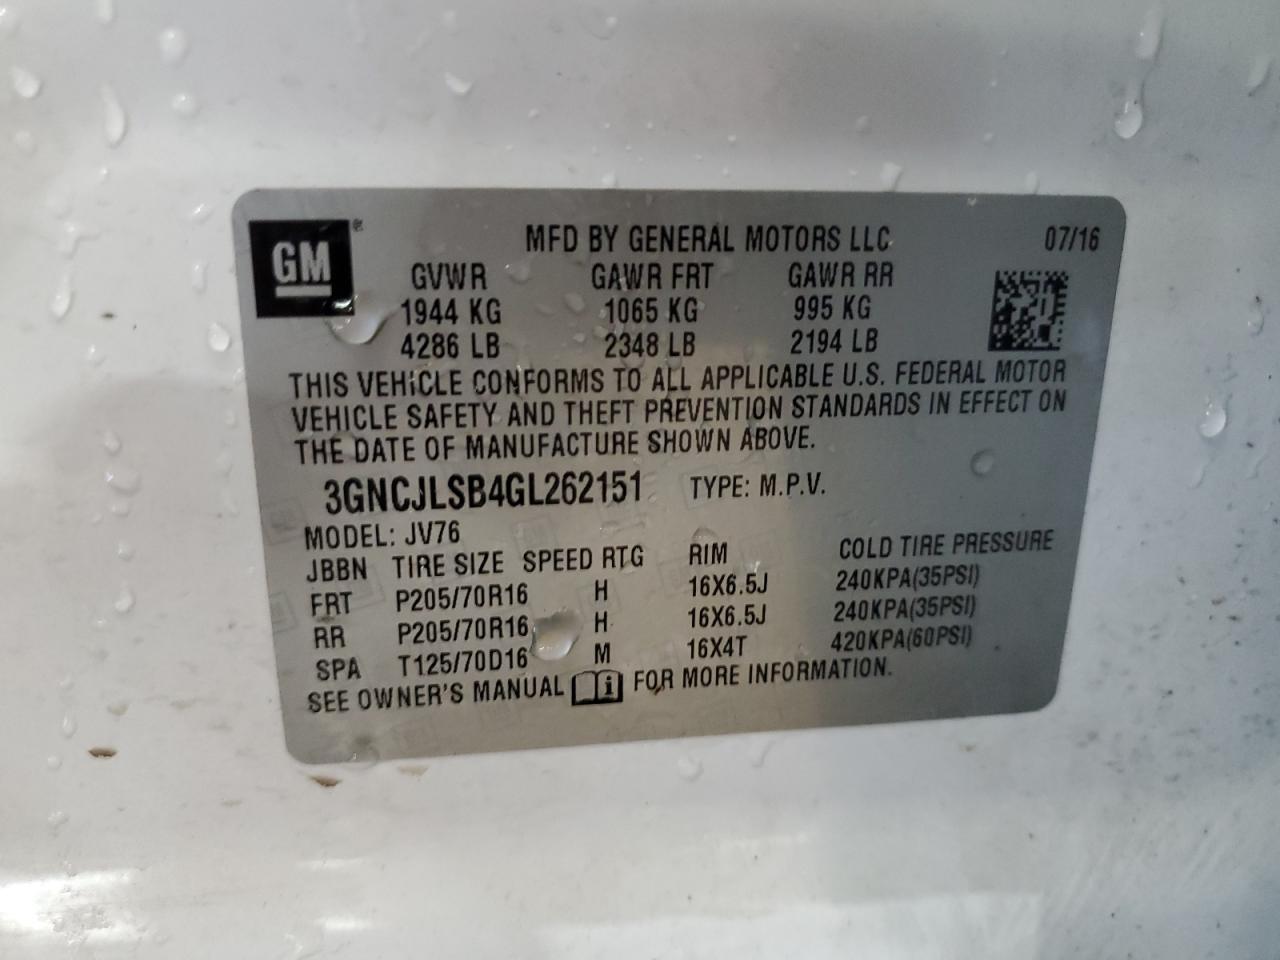 GM®
MFD BY GENERAL MOTORS LLC 07/16
GVWR GAWR FRT GAWR RR
1944 KG 1065 KG 995 KG
4286 LB 2348 LB 2194 LB
THIS VEHICLE CONFORMS TO ALL APPLICABLE U.S. FEDERAL MOTOR
VEHICLE SAFETY AND THEFT PREVENTION STANDARDS IN EFFECT ON
THE DATE OF MANUFACTURE SHOWN ABOVE.
3GNCJLSB4GL262151 TYPE: M.P.V.
MODEL: JV76
JBBN TIRE SIZE SPEED RTG RIM COLD TIRE PRESSURE
FRT P205/70R16 H 16X6.5J 240KPA(35PSI)
RR P205/70R16 H 16X6.5J 240KPA(35PSI)
SPA T125/70D16 M 16X4T 420KPA(60PSI)
SEE OWNER'S MANUAL i FOR MORE INFORMATION.